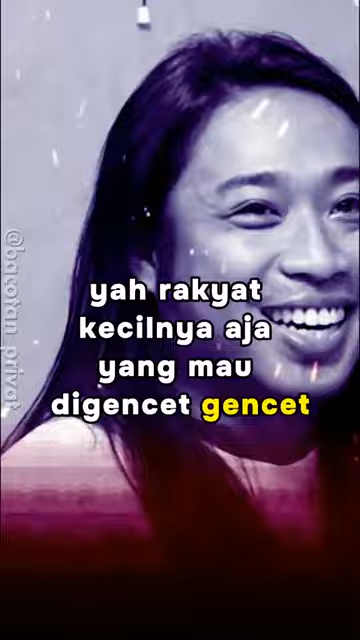 yah rakyat
kecilnya aja
yang mau
digencet gencet
@bacotan_privat